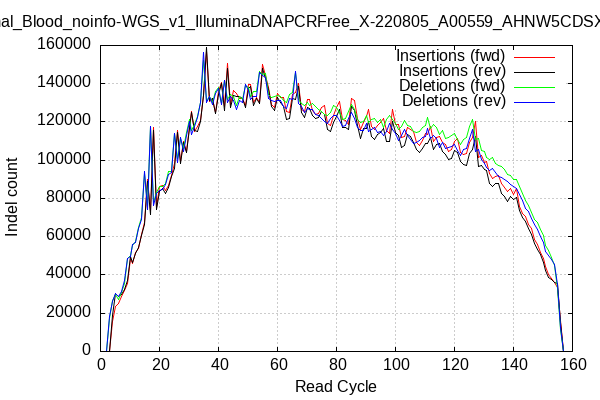 nal_Blood_noinfo-WGS_v1_IlluminaDNAPCRFree_X-220805_A00559_AHNW5CDSX
Insertions (fwd)
Insertions (rev)
Deletions (fwd)
Deletions (rev)
Indel count
160000
140000
120000
100000
80000
60000
40000
20000
0
0 20 40 60 80 100 120 140 160
Read Cycle